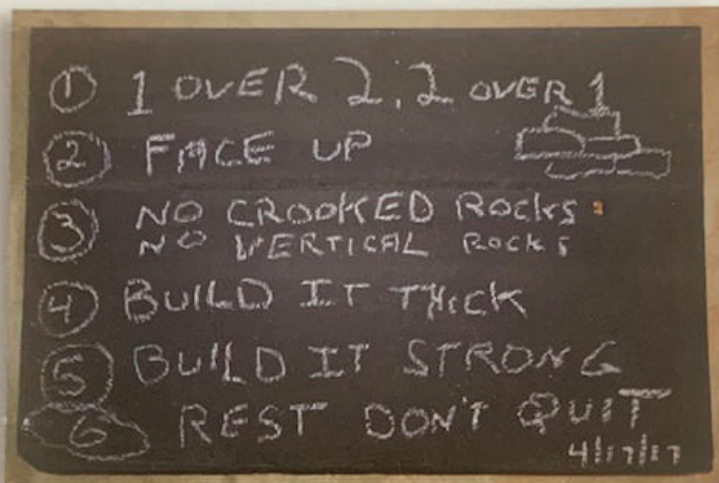 ① 1 OVER 2, 2 OVER 1
② FACE UP
③ NO CROOKED ROCKS
NO VERTICAL ROCKS
④ BUILD IT THICK
⑤ BUILD IT STRONG
⑥ REST DON'T QUIT
4/17/17